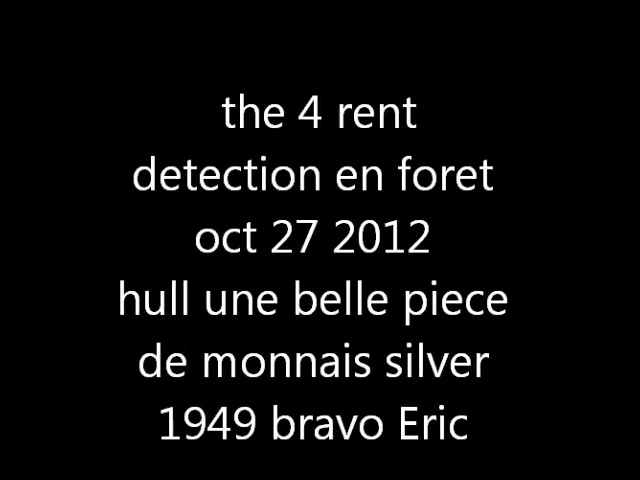 the 4 rent
detection en foret
oct 27 2012
hull une belle piece
de monnais silver
1949 bravo Eric